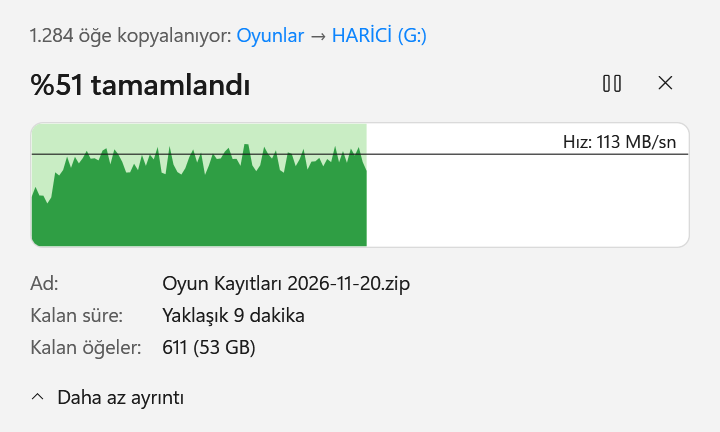 1.284 öğe kopyalanıyor: Oyunlar → HARİCİ (G:)
%51 tamamlandı
Hız: 113 MB/sn
Ad: Oyun Kayıtları 2026-11-20.zip
Kalan süre: Yaklaşık 9 dakika
Kalan öğeler: 611 (53 GB)
Daha az ayrıntı